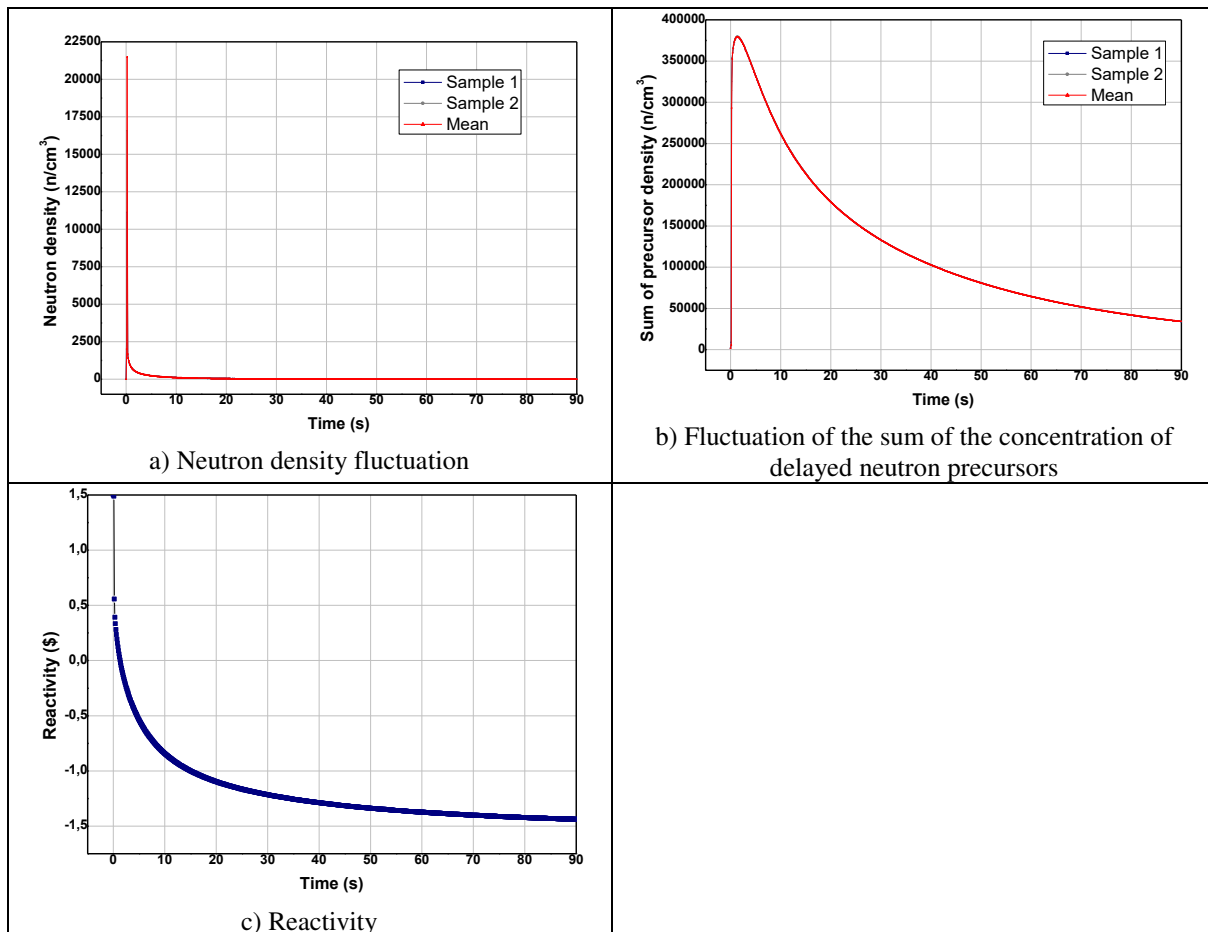 22500
20000
17500
15000
12500
10000
7500
5000
2500
0
Neutron density (n/cm³)
Sample 1
Sample 2
Mean
0 10 20 30 40 50 60 70 80 90
Time (s)
a) Neutron density fluctuation
400000
350000
300000
250000
200000
150000
100000
50000
0
Sum of precursor density (n/cm³)
Sample 1
Sample 2
Mean
0 10 20 30 40 50 60 70 80 90
Time (s)
b) Fluctuation of the sum of the concentration of
delayed neutron precursors
1,5
1,0
0,5
0,0
-0,5
-1,0
-1,5
Reactivity ($)
0 10 20 30 40 50 60 70 80 90
Time (s)
c) Reactivity